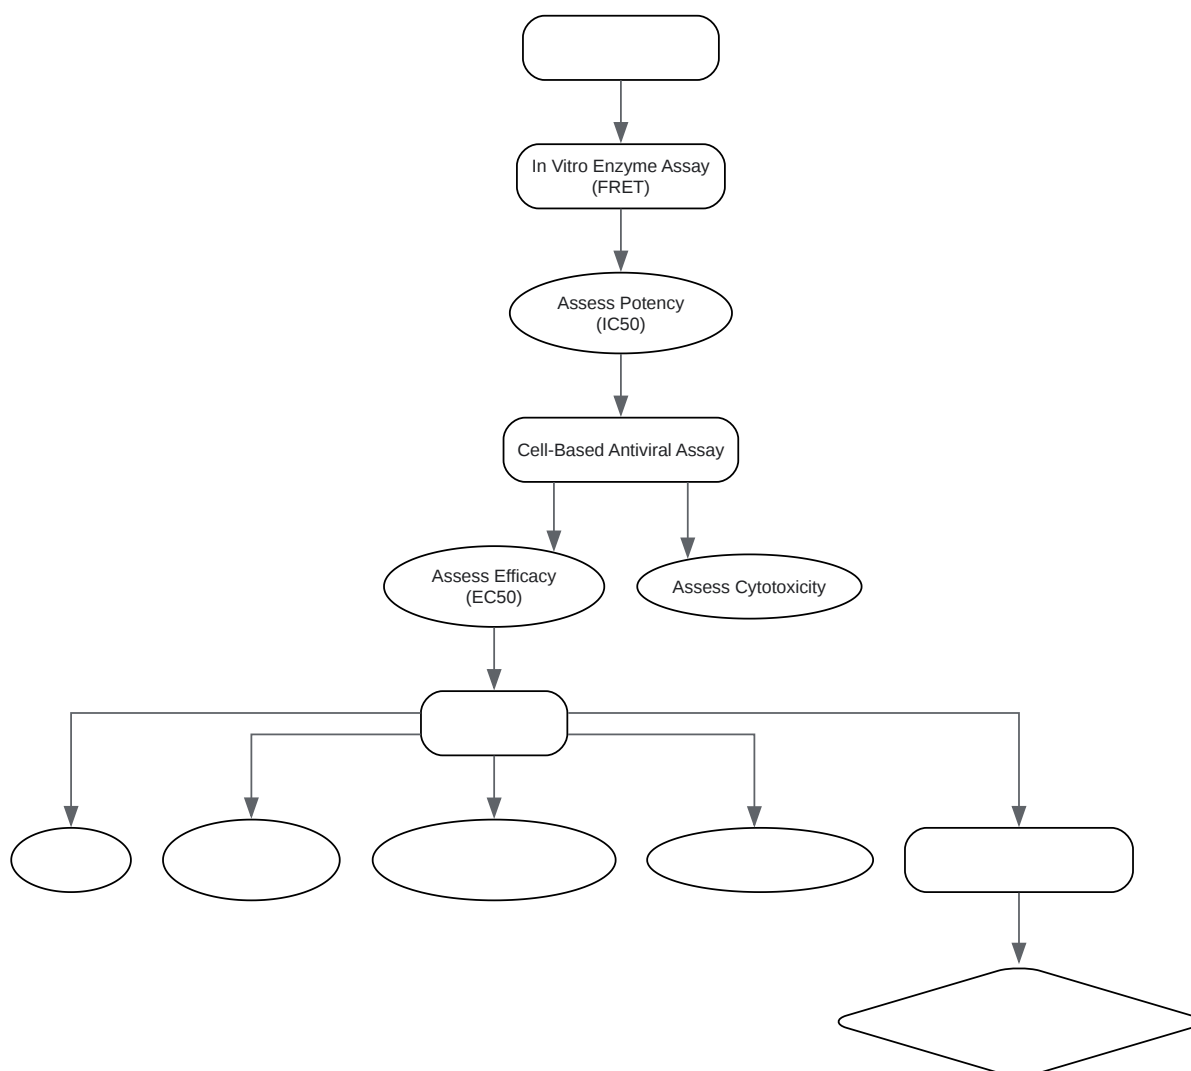 In Vitro Enzyme Assay
(FRET)
Assess Potency
(IC50)
Cell-Based Antiviral Assay
Assess Efficacy
(EC50)
Assess Cytotoxicity